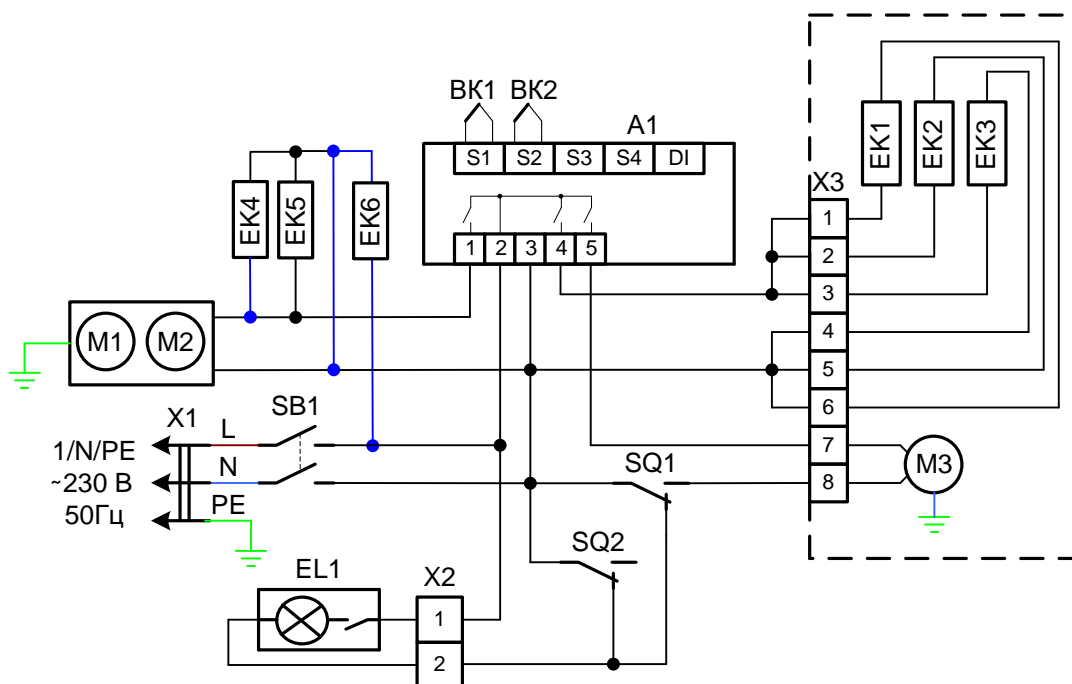 BK1 BK2
A1
S1 S2 S3 S4 DI
1 2 3 4 5
EK4 EK5 EK6
EK1 EK2 EK3
X3
1
2
3
4
5
6
7
8
M1 M2
M3
X1 L SB1
1/N/PE
N
~230 В
PE
50Гц
SQ1
SQ2
EL1
X2
1
2